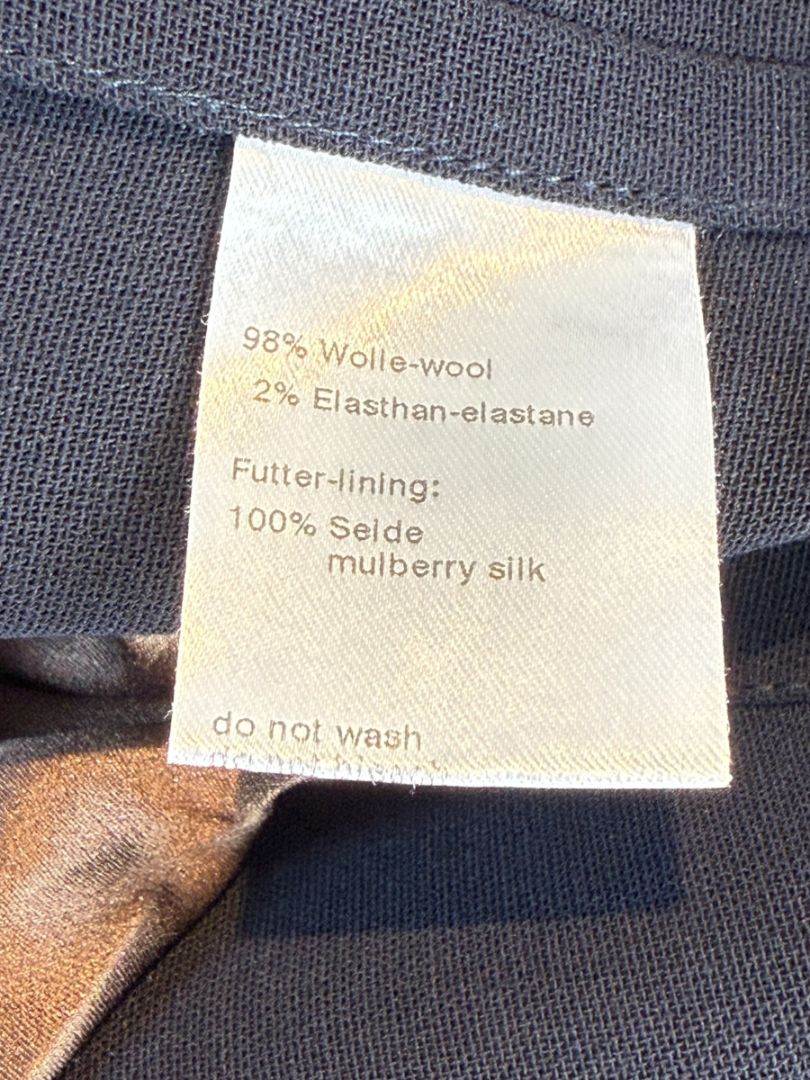 98% Wolle-wool
2% Elasthan-elastane
Futter-lining:
100% Seide
mulberry silk
do not wash